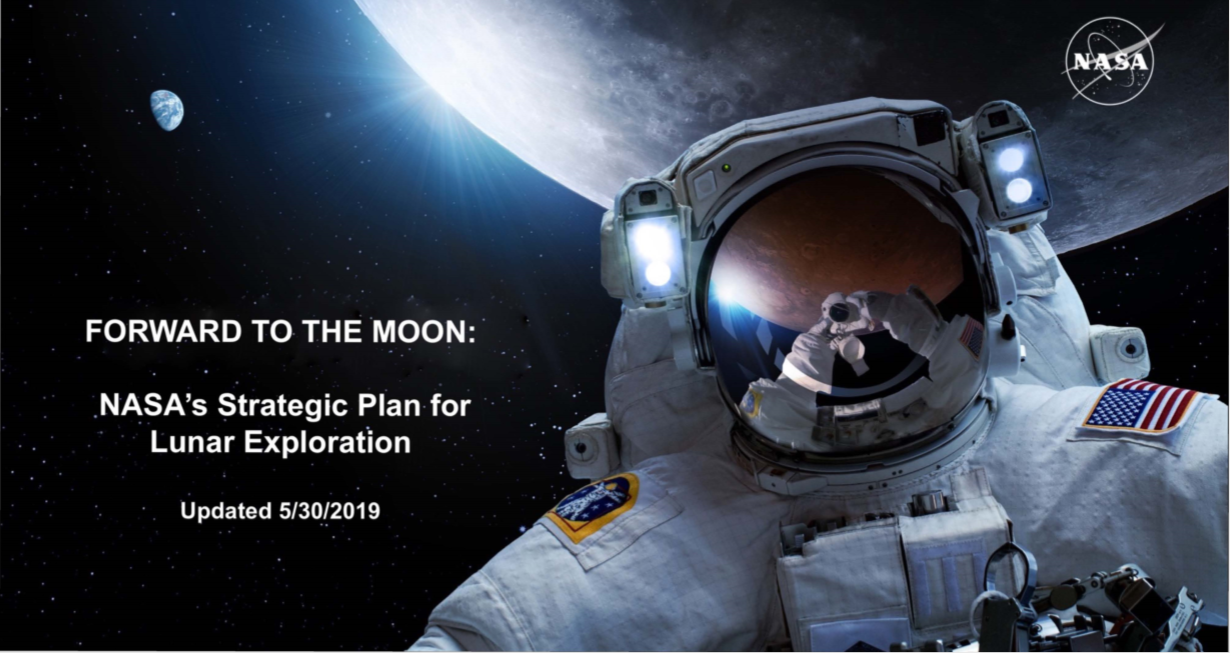 NASA
FORWARD TO THE MOON:
NASA's Strategic Plan for
Lunar Exploration
Updated 5/30/2019